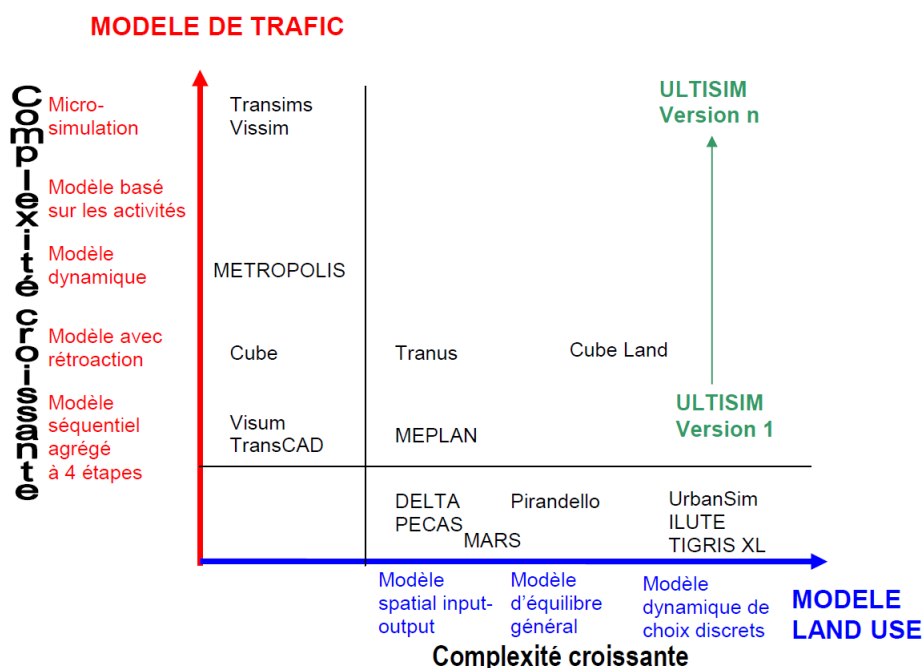 MODELE DE TRAFIC
Complexité croissante
Micro-
simulation
Transims
Vissim
ULTISIM
Version n
Modèle basé
sur les activités
Modèle
dynamique
METROPOLIS
Modèle avec
rétroaction
Cube
Tranus
Cube Land
Modèle
séquentiel
agrégé
à 4 étapes
Visum
TransCAD
MEPLAN
ULTISIM
Version 1
DELTA
PECAS
MARS
Pirandello
UrbanSim
ILUTE
TIGRIS XL
Modèle
spatial input-
output
Modèle
d'équilibre
général
Modèle
dynamique de
choix discrets
MODELE
LAND USE
Complexité croissante